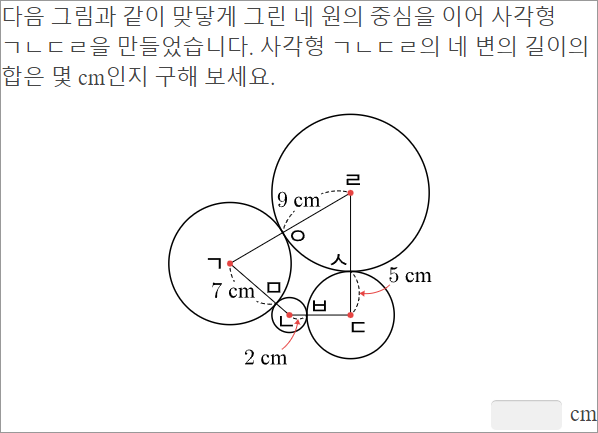 다음 그림과 같이 맞닿게 그린 네 원의 중심을 이어 사각형
ㄱㄴㄷㄹ을 만들었습니다. 사각형 ㄱㄴㄷㄹ의 네 변의 길이의
합은 몇 cm인지 구해 보세요.
ㄹ
9 cm
ㅇ
ㄱ
ㅅ
5 cm
7 cm
ㅁ
ㅂ
ㄴ
ㄷ
2 cm
cm